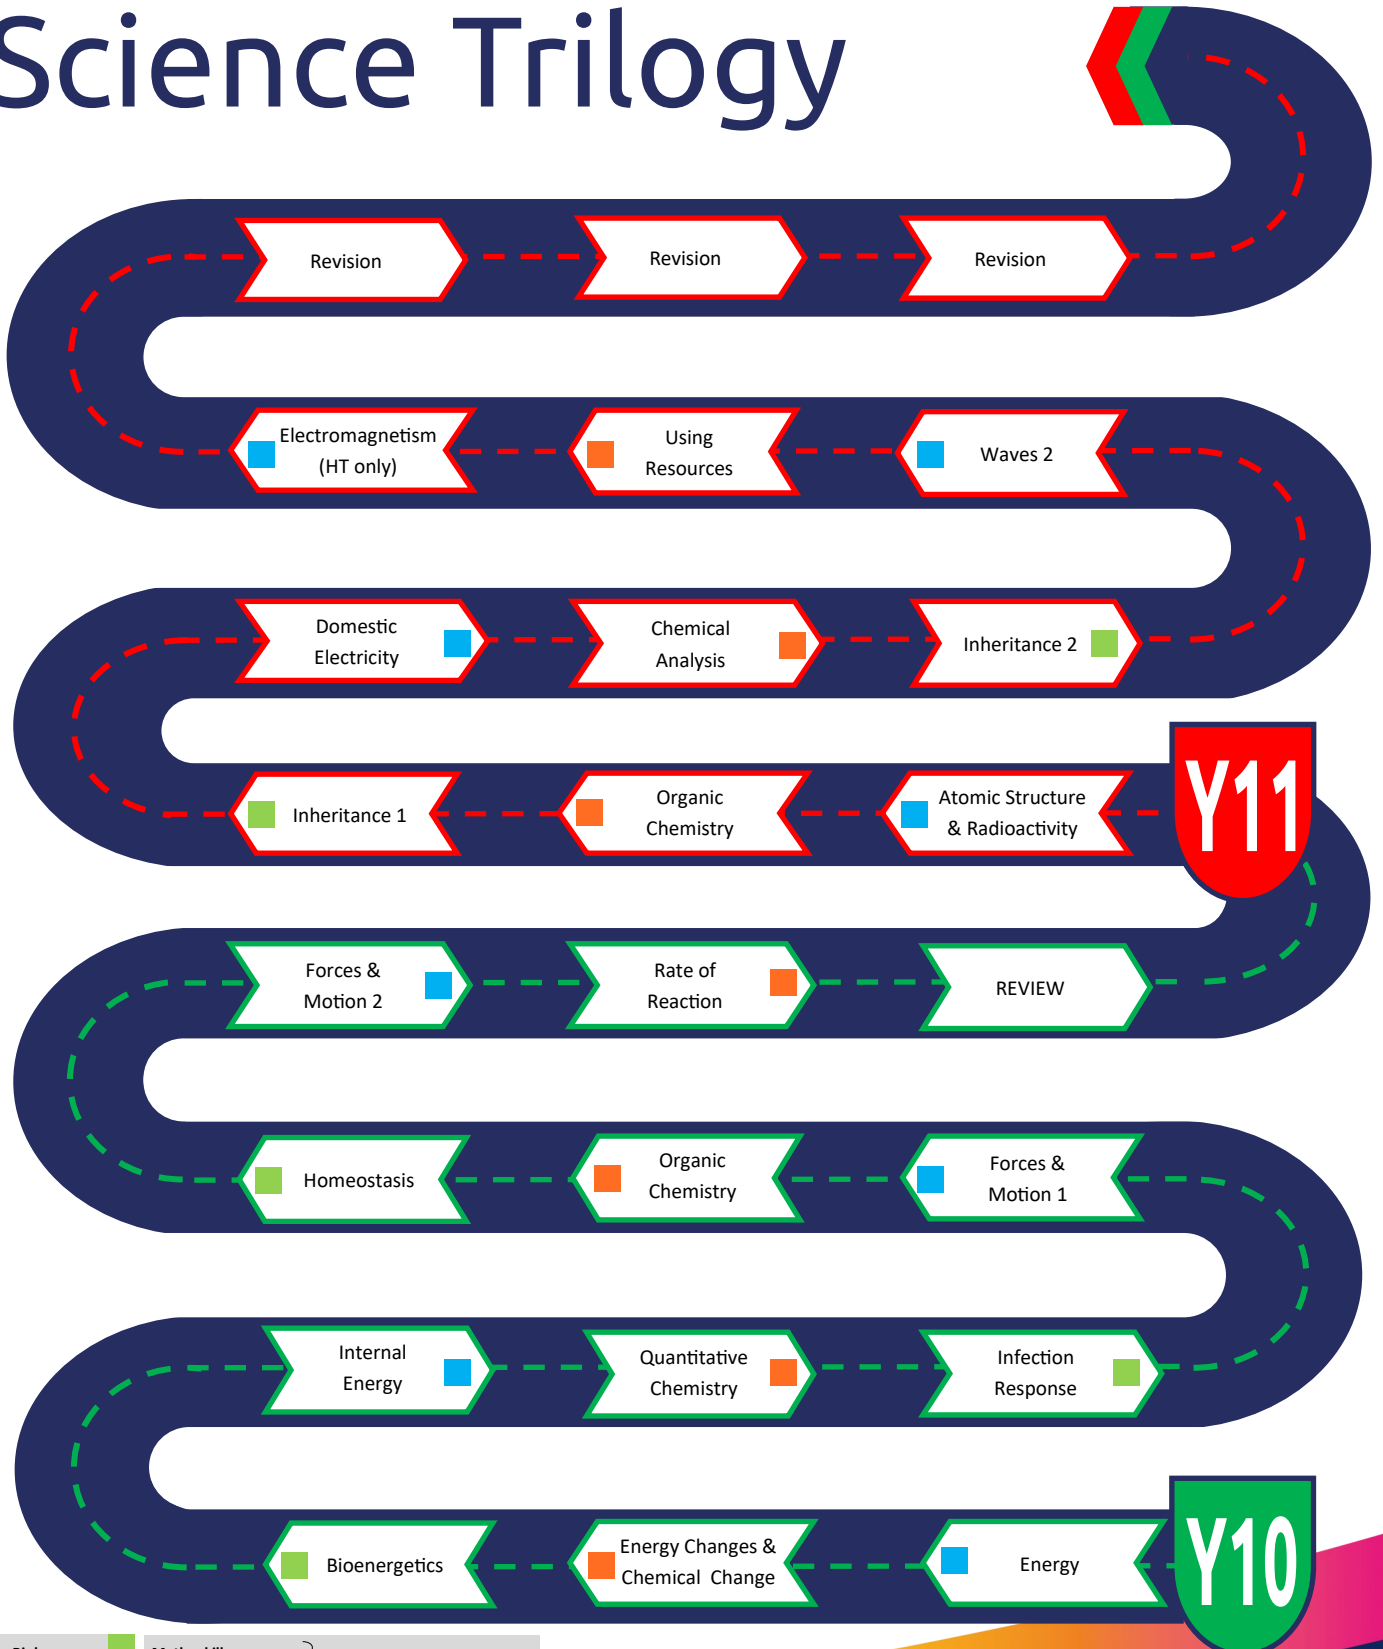 Science Trilogy
Revision
Revision
Revision
Electromagnetism
(HT only)
Using
Resources
Waves 2
Domestic
Electricity
Chemical
Analysis
Inheritance 2
Y11
Inheritance 1
Organic
Chemistry
Atomic Structure
& Radioactivity
Forces &
Motion 2
Rate of
Reaction
REVIEW
Homeostasis
Organic
Chemistry
Forces &
Motion 1
Internal
Energy
Quantitative
Chemistry
Infection
Response
Y10
Bioenergetics
Energy Changes &
Chemical Change
Energy